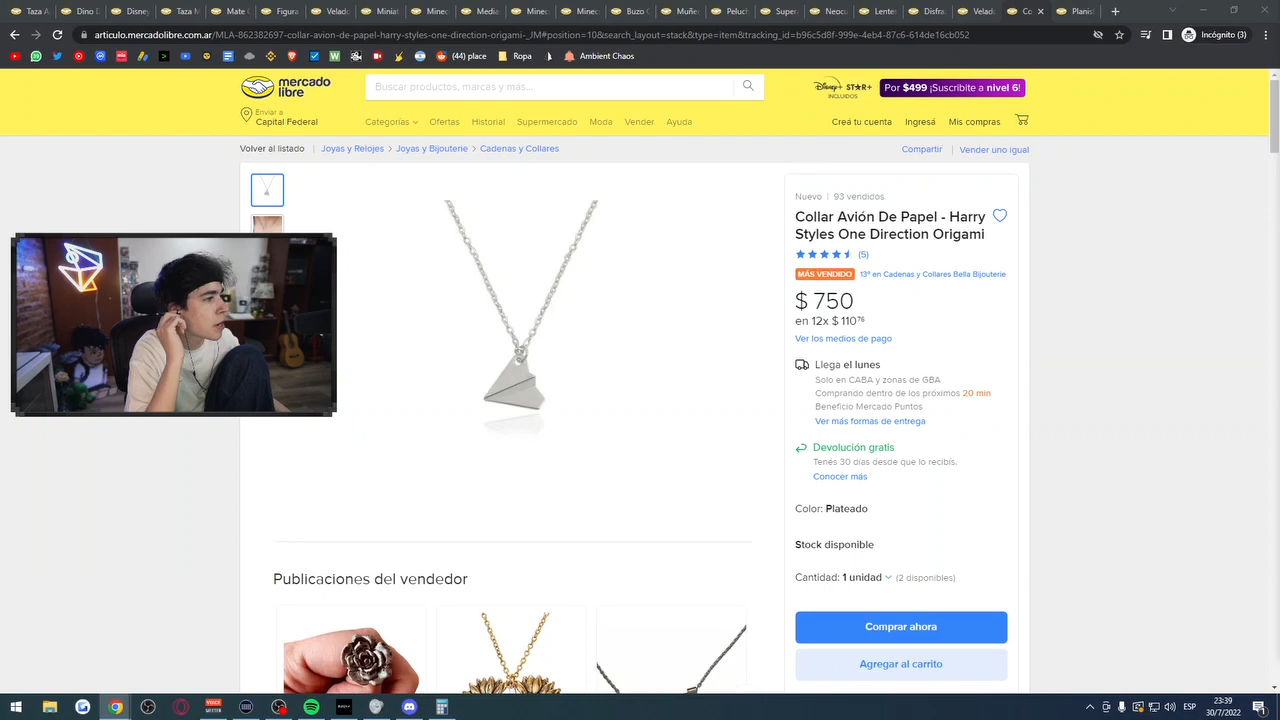 Taza A
Plani
Incógnito (3)
articulo.mercadolibre.com.ar/MLA-862382697-collar-avion-de-papel-harry-styles-one-direction-origami-_JM#position=10&search_layout=stack&type=item&tracking_id=b96c5d8f-999e-4eb4-87c6-614de16cb052
(44) place
Ropa
Ambient Chaos
mercado
libre
Buscar productos, marcas y más...
Disney+ STAR+
INCLUIDOS
Por $499 ¡Suscribite a nivel 6!
Enviar a
Capital Federal
Categorías
Ofertas
Historial
Supermercado
Moda
Vender
Ayuda
Creá tu cuenta
Ingresá
Mis compras
Volver al listado
Joyas y Relojes
Joyas y Bijouterie
Cadenas y Collares
Compartir
Vender uno igual
Nuevo | 93 vendidos
Collar Avión De Papel - Harry
Styles One Direction Origami
(5)
MÁS VENDIDO
13º en Cadenas y Collares Bella Bijouterie
$ 750
en 12x $ 110 76
Ver los medios de pago
Llega el lunes
Solo en CABA y zonas de GBA
Comprando dentro de los próximos 20 min
Beneficio Mercado Puntos
Ver más formas de entrega
Devolución gratis
Tenés 30 días desde que lo recibís.
Conocer más
Color: Plateado
Stock disponible
Cantidad: 1 unidad (2 disponibles)
Comprar ahora
Agregar al carrito
Publicaciones del vendedor
ESP
23:39
30/7/2022